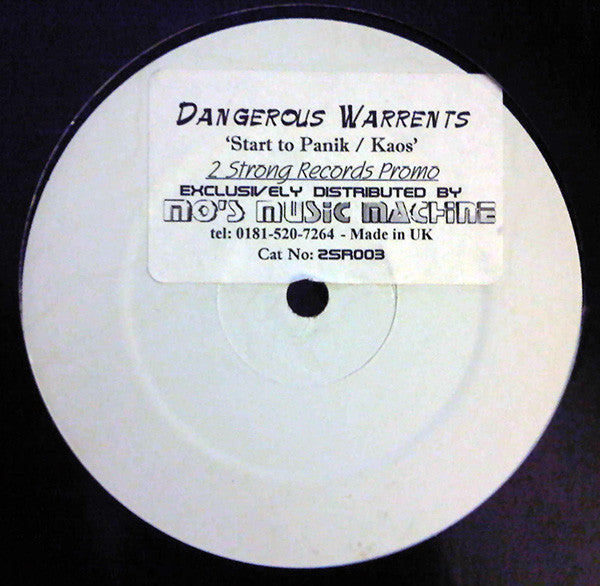 Dangerous Warrents
‘Start to Panik / Kaos’
2 Strong Records Promo
EXCLUSIVELY DISTRIBUTED BY
MO'S MUSIC MACHINE
tel: 0181-520-7264 - Made in UK
Cat No: 2SR003